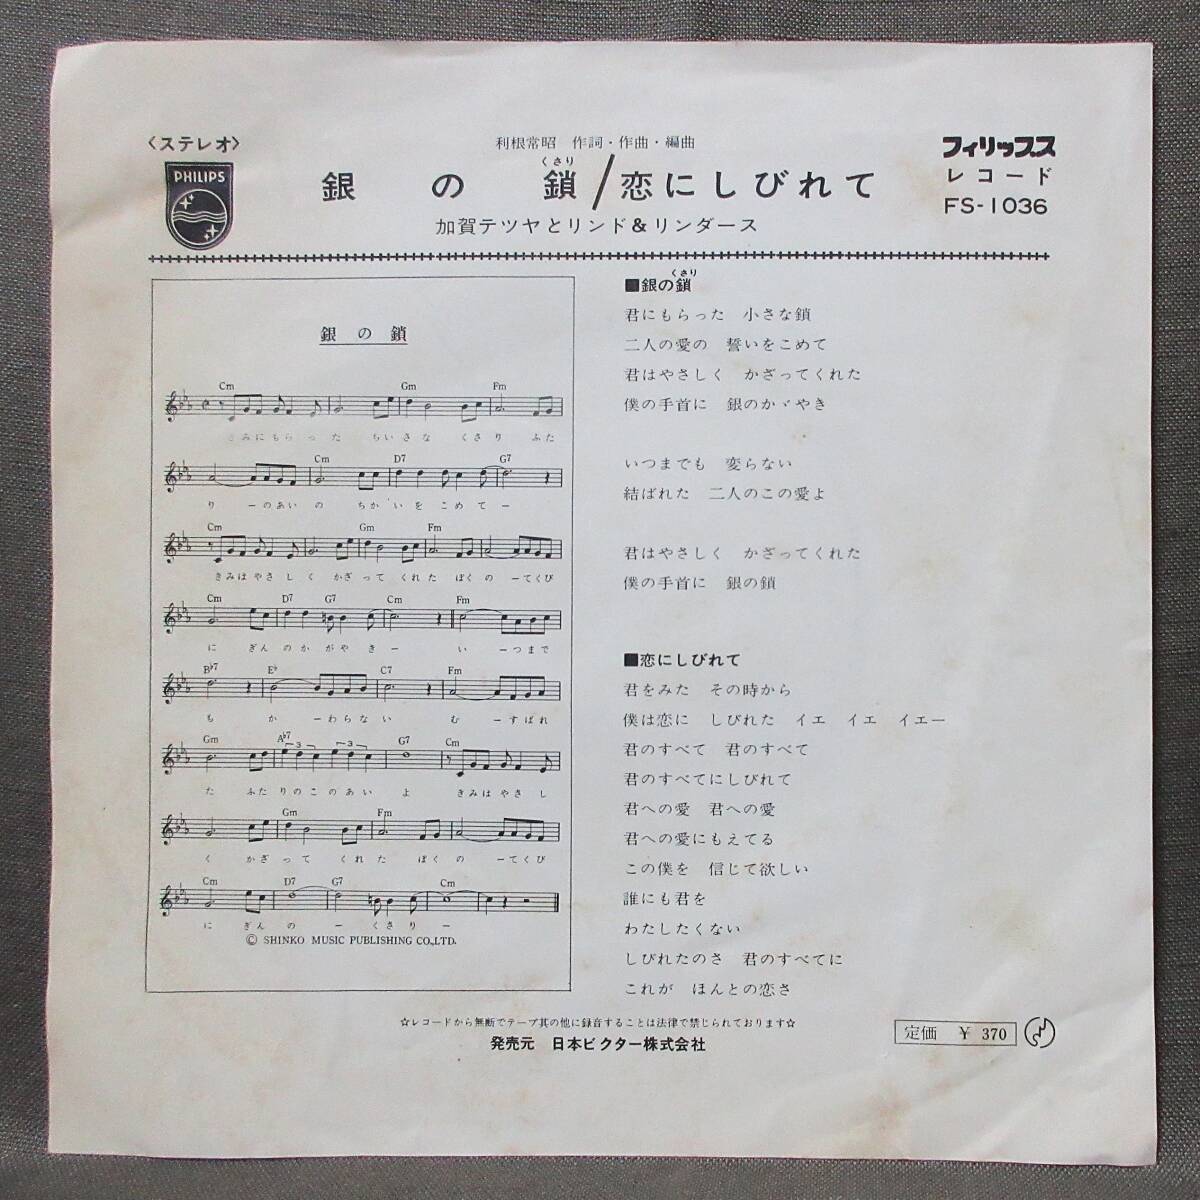 〈ステレオ〉
PHILIPS
利根常昭　作詞・作曲・編曲
くさり
銀の鎖/恋にしびれて
加賀テツヤとリンド&リンダース
フィリップス
レコード
FS-1036
銀の鎖
Cm Gm Fm
きみにもらった ちいさな くさり ふた
Cm D7 G7
りーのあいの ちかいを こめてー
Cm Gm Fm
きみはやさしく かざって くれた ぼくのーてくび
Cm D7 G7 Cm Fm
に ぎんのかがやきー いーつまで
B♭7 E♭ C7 Fm
も かーわらない むーすばれ
Gm A♭7 3 3 G7 Cm
た ふたりのこのあい よ きみはやさし
Gm Fm
く かざって くれた ぼくのーてくび
Cm D7 G7 Cm
に ぎんのーくさりー
© SHINKO MUSIC PUBLISHING CO.,LTD.
くさり
■銀の鎖
君にもらった　小さな鎖
二人の愛の　誓いをこめて
君はやさしく　かざってくれた
僕の手首に　銀のかゞやき
いつまでも　変らない
結ばれた　二人のこの愛よ
君はやさしく　かざってくれた
僕の手首に　銀の鎖
■恋にしびれて
君をみた　その時から
僕は恋に　しびれた　イエ　イエ　イエー
君のすべて　君のすべて
君のすべてにしびれて
君への愛　君への愛
君への愛にもえてる
この僕を　信じて欲しい
誰にも君を
わたしたくない
しびれたのさ　君のすべてに
これが　ほんとの恋さ
☆レコードから無断でテープ其の他に録音することは法律で禁じられております☆
発売元　日本ビクター株式会社
定価　¥ 370